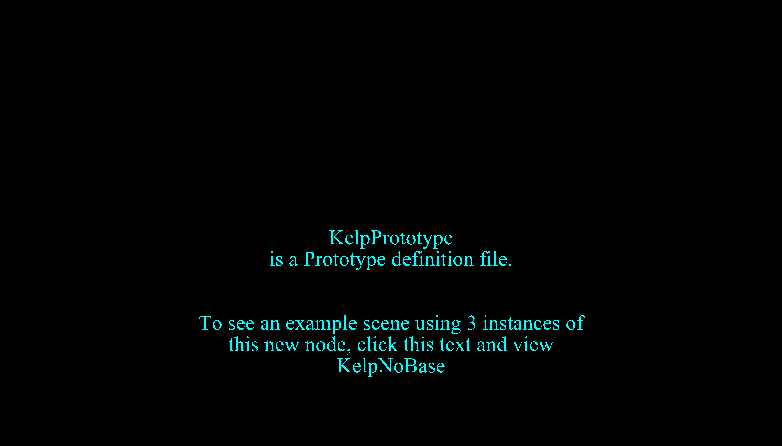 KelpPrototype
is a Prototype definition file.
To see an example scene using 3 instances of
this new node, click this text and view
KelpNoBase